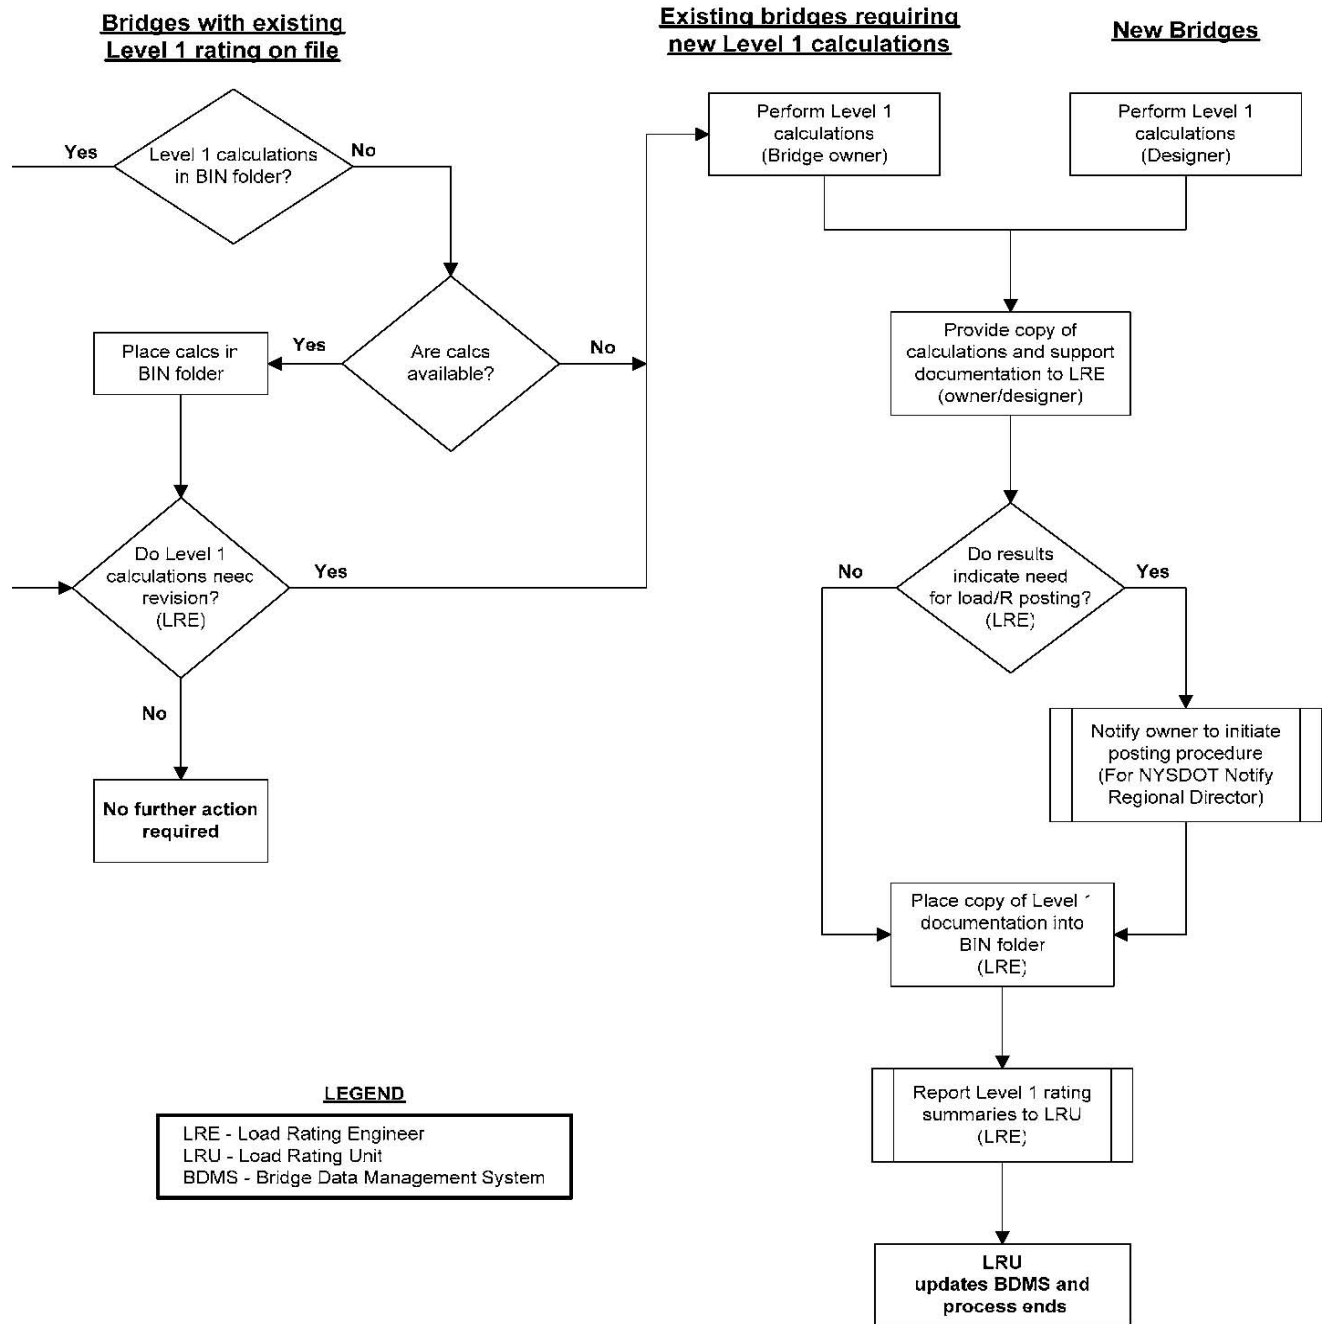 Bridges with existing
Level 1 rating on file
Existing bridges requiring
new Level 1 calculations
New Bridges
Yes
Level 1 calculations
in BIN folder?
No
Perform Level 1
calculations
(Bridge owner)
Perform Level 1
calculations
(Designer)
Place calcs in
BIN folder
Yes
Are calcs
available?
No
Provide copy of
calculations and support
documentation to LRE
(owner/designer)
Do Level 1
calculations need
revision?
(LRE)
Yes
No
Do results
indicate need
for load/R posting?
(LRE)
Yes
No
No further action
required
Notify owner to initiate
posting procedure
(For NYSDOT Notify
Regional Director)
Place copy of Level 1
documentation into
BIN folder
(LRE)
Report Level 1 rating
summaries to LRU
(LRE)
LRU
updates BDMS and
process ends
LEGEND
LRE - Load Rating Engineer
LRU - Load Rating Unit
BDMS - Bridge Data Management System